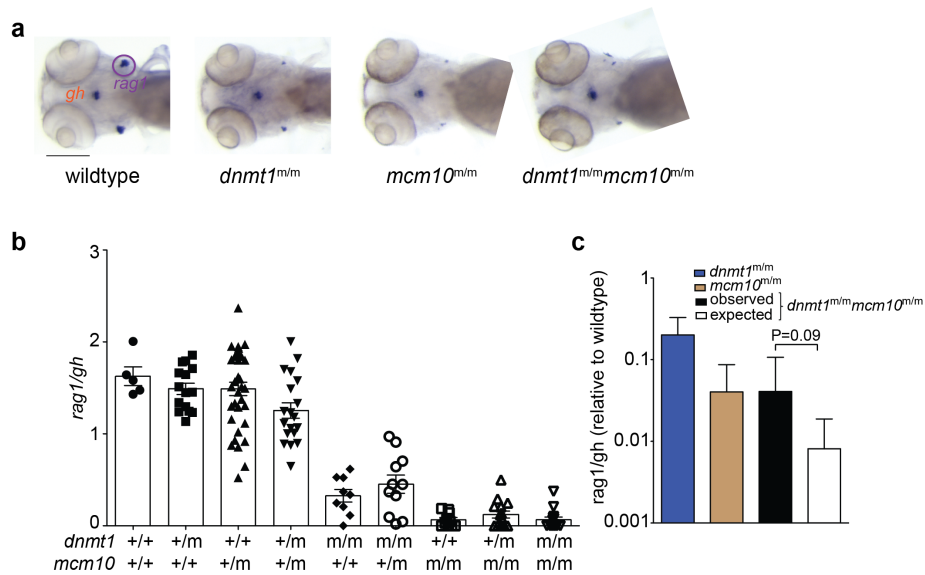 a
gh
rag1
wildtype
dnmt1m/m
mcm10m/m
dnmt1m/mmcm10m/m
b
rag1/gh
3
2
1
0
dnmt1 +/+ +/m +/+ +/m m/m m/m +/+ +/m m/m
mcm10 +/+ +/+ +/m +/m +/+ +/m m/m m/m m/m
c
rag1/gh (relative to wildtype)
1
0.1
0.01
0.001
dnmt1m/m
mcm10m/m
observed
expected
dnmt1m/mmcm10m/m
P=0.09